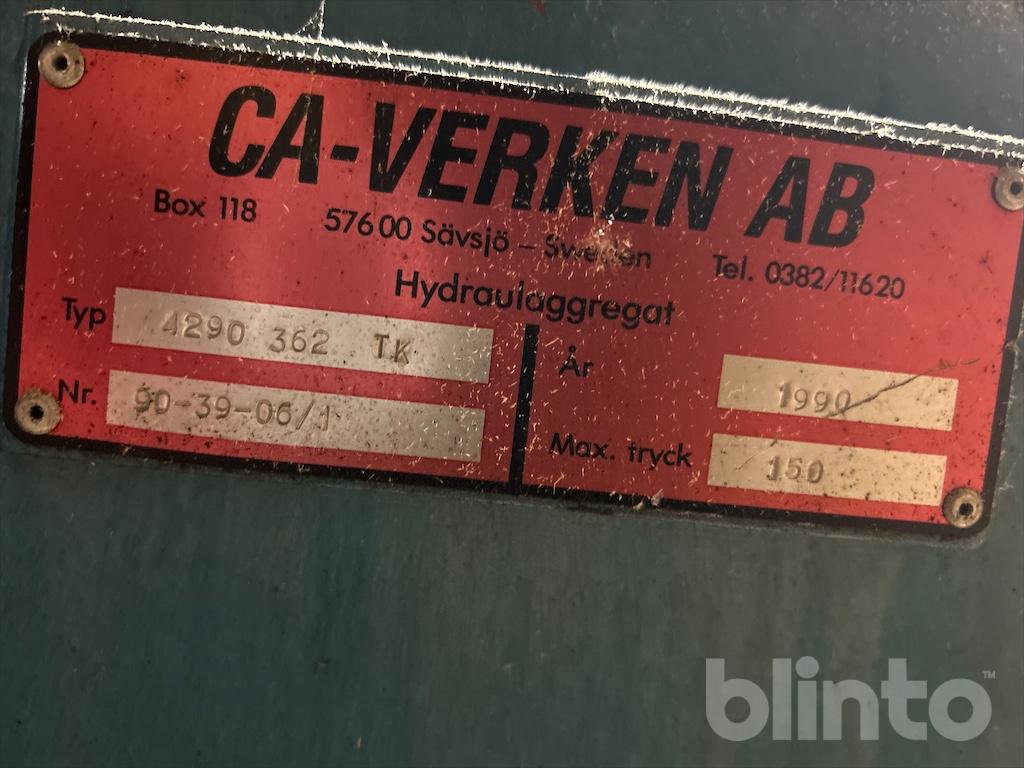 CA-VERKEN AB
Box 118 57600 Sävsjö – Sweden Tel. 0382/11620
Hydraulaggregat
Typ 4290 362 TK
Nr. 90-39-06/1
År 1990
Max. tryck 150
blinto™